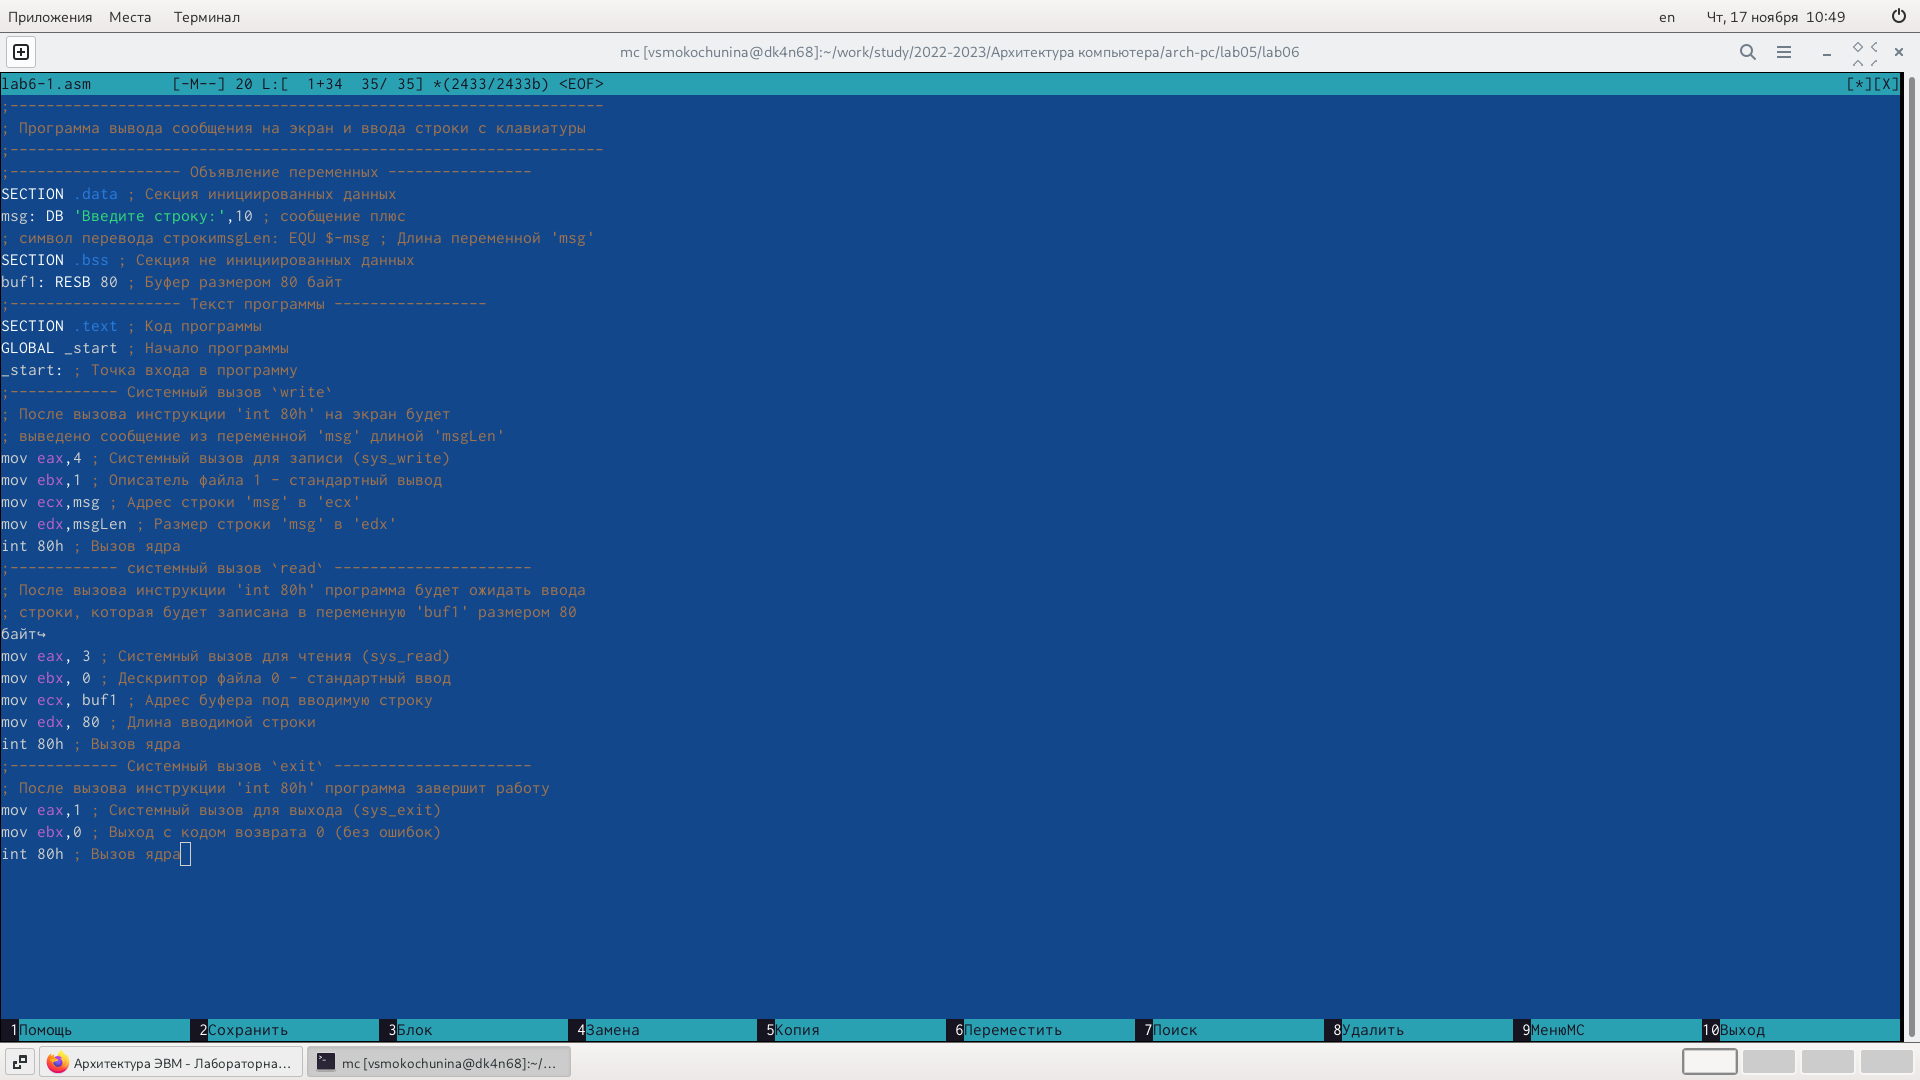 Приложения Места Терминал en Чт, 17 ноября 10:49
mc [vsmokochunina@dk4n68]:~/work/study/2022-2023/Архитектура компьютера/arch-pc/lab05/lab06
lab6-1.asm [-M--] 20 L:[ 1+34 35/ 35] *(2433/2433b) <EOF> [*][X]
;------------------------------------------------------------------
; Программа вывода сообщения на экран и ввода строки с клавиатуры
;------------------------------------------------------------------
;------------------- Объявление переменных ----------------
SECTION .data ; Секция инициированных данных
msg: DB 'Введите строку:',10 ; сообщение плюс
; символ перевода строкиmsgLen: EQU $-msg ; Длина переменной 'msg'
SECTION .bss ; Секция не инициированных данных
buf1: RESB 80 ; Буфер размером 80 байт
;------------------- Текст программы -----------------
SECTION .text ; Код программы
GLOBAL _start ; Начало программы
_start: ; Точка входа в программу
;------------ Системный вызов `write`
; После вызова инструкции 'int 80h' на экран будет
; выведено сообщение из переменной 'msg' длиной 'msgLen'
mov eax,4 ; Системный вызов для записи (sys_write)
mov ebx,1 ; Описатель файла 1 - стандартный вывод
mov ecx,msg ; Адрес строки 'msg' в 'ecx'
mov edx,msgLen ; Размер строки 'msg' в 'edx'
int 80h ; Вызов ядра
;------------ системный вызов `read` ----------------------
; После вызова инструкции 'int 80h' программа будет ожидать ввода
; строки, которая будет записана в переменную 'buf1' размером 80
байт↪
mov eax, 3 ; Системный вызов для чтения (sys_read)
mov ebx, 0 ; Дескриптор файла 0 - стандартный ввод
mov ecx, buf1 ; Адрес буфера под вводимую строку
mov edx, 80 ; Длина вводимой строки
int 80h ; Вызов ядра
;------------ Системный вызов `exit` ----------------------
; После вызова инструкции 'int 80h' программа завершит работу
mov eax,1 ; Системный вызов для выхода (sys_exit)
mov ebx,0 ; Выход с кодом возврата 0 (без ошибок)
int 80h ; Вызов ядра
1Помощь 2Сохранить 3Блок 4Замена 5Копия 6Переместить 7Поиск 8Удалить 9МенюМС 10Выход
Архитектура ЭВМ - Лабораторна... mc [vsmokochunina@dk4n68]:~/...